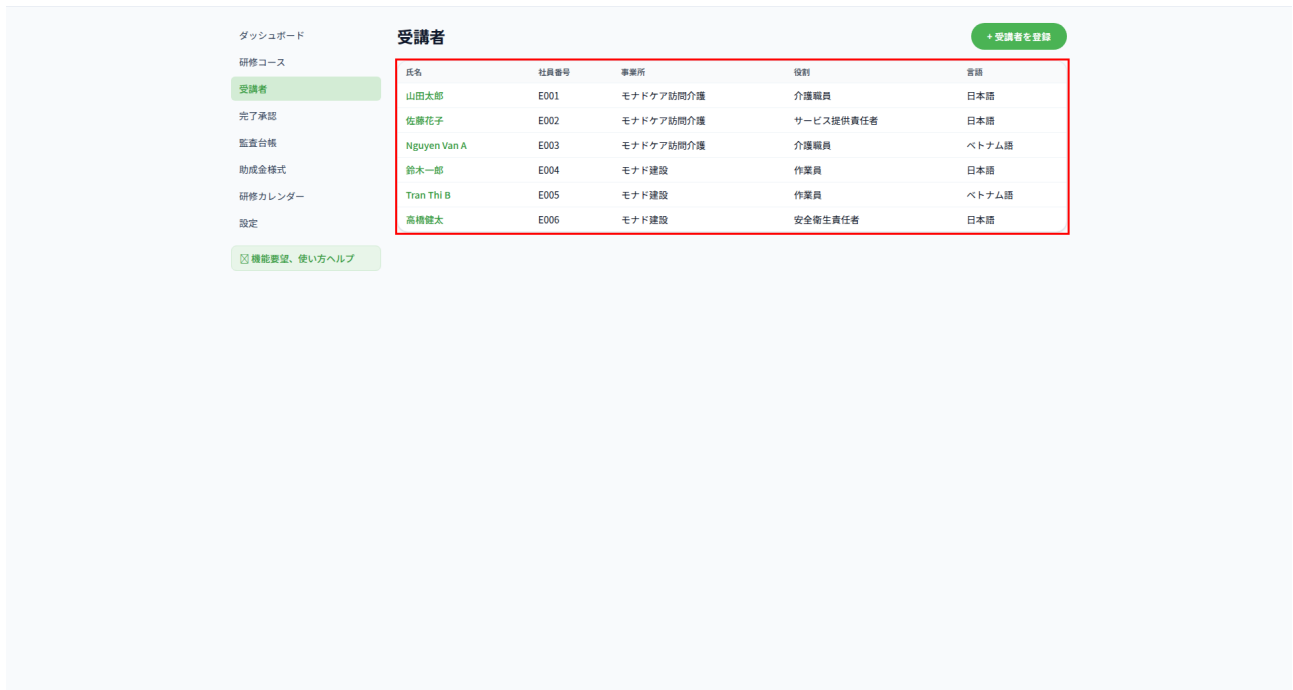 ダッシュボード
研修コース
受講者
完了承認
監査台帳
助成金様式
研修カレンダー
設定
機能要望、使い方ヘルプ
受講者
+ 受講者を登録
氏名 社員番号 事業所 役割 言語
山田太郎 E001 モナドケア訪問介護 介護職員 日本語
佐藤花子 E002 モナドケア訪問介護 サービス提供責任者 日本語
Nguyen Van A E003 モナドケア訪問介護 介護職員 ベトナム語
鈴木一郎 E004 モナド建設 作業員 日本語
Tran Thi B E005 モナド建設 作業員 ベトナム語
高橋健太 E006 モナド建設 安全衛生責任者 日本語